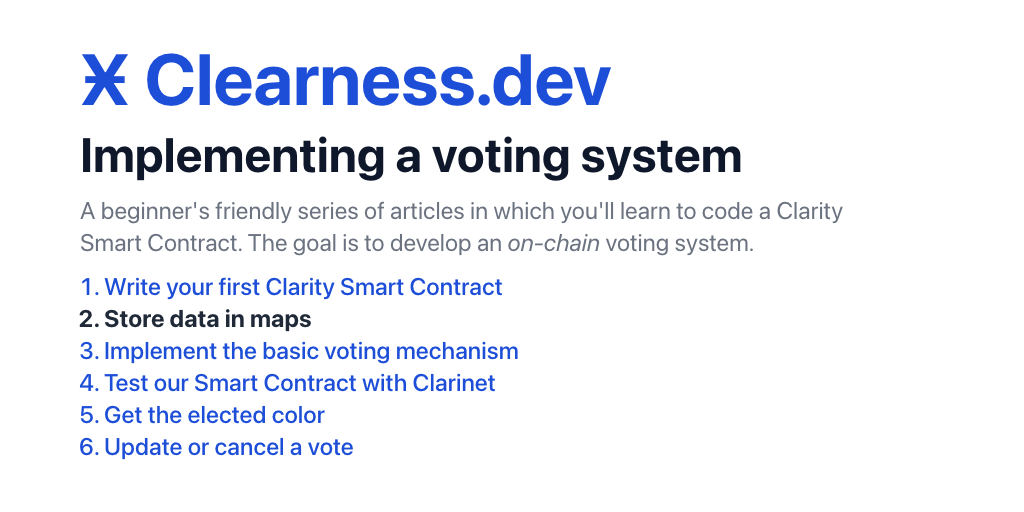 Clearness.dev
Implementing a voting system
A beginner's friendly series of articles in which you'll learn to code a Clarity
Smart Contract. The goal is to develop an on-chain voting system.
1. Write your first Clarity Smart Contract
2. Store data in maps
3. Implement the basic voting mechanism
4. Test our Smart Contract with Clarinet
5. Get the elected color
6. Update or cancel a vote